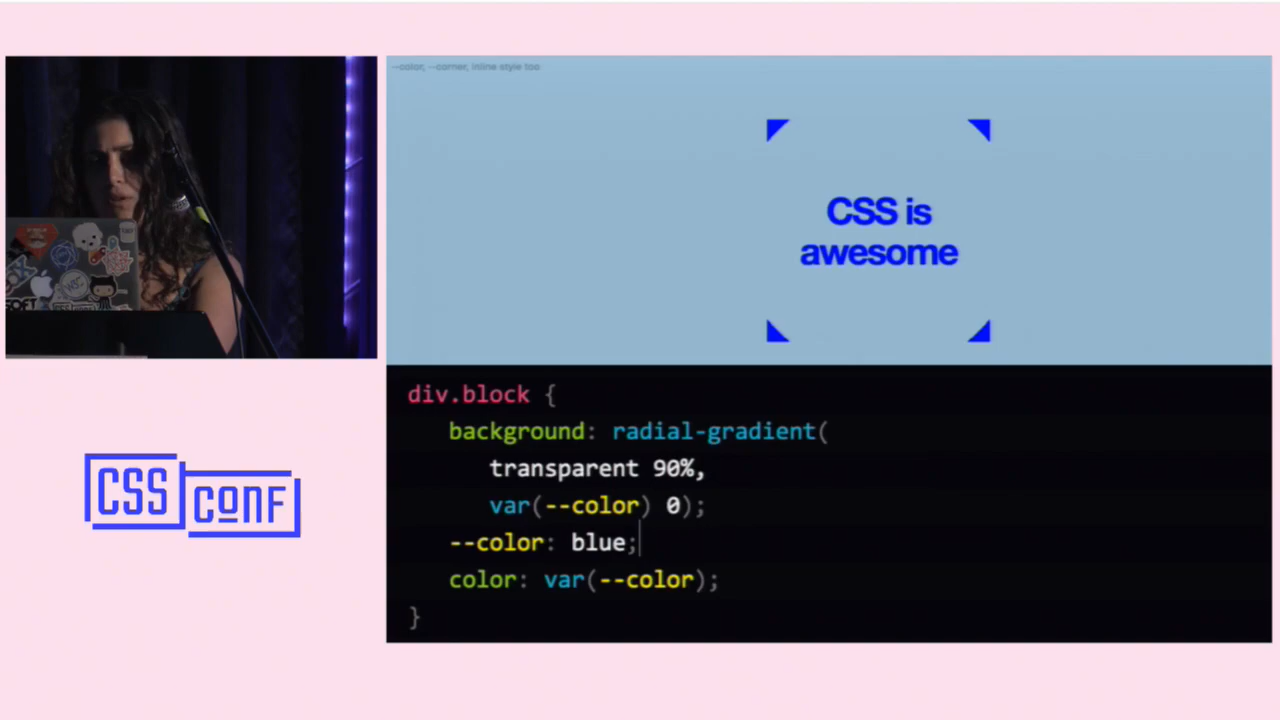 --color, --corner, inline style too
CSS is
awesome
div.block {
background: radial-gradient(
transparent 90%,
var(--color) 0);
--color: blue;
color: var(--color);
}
CSS
CONF
W3C